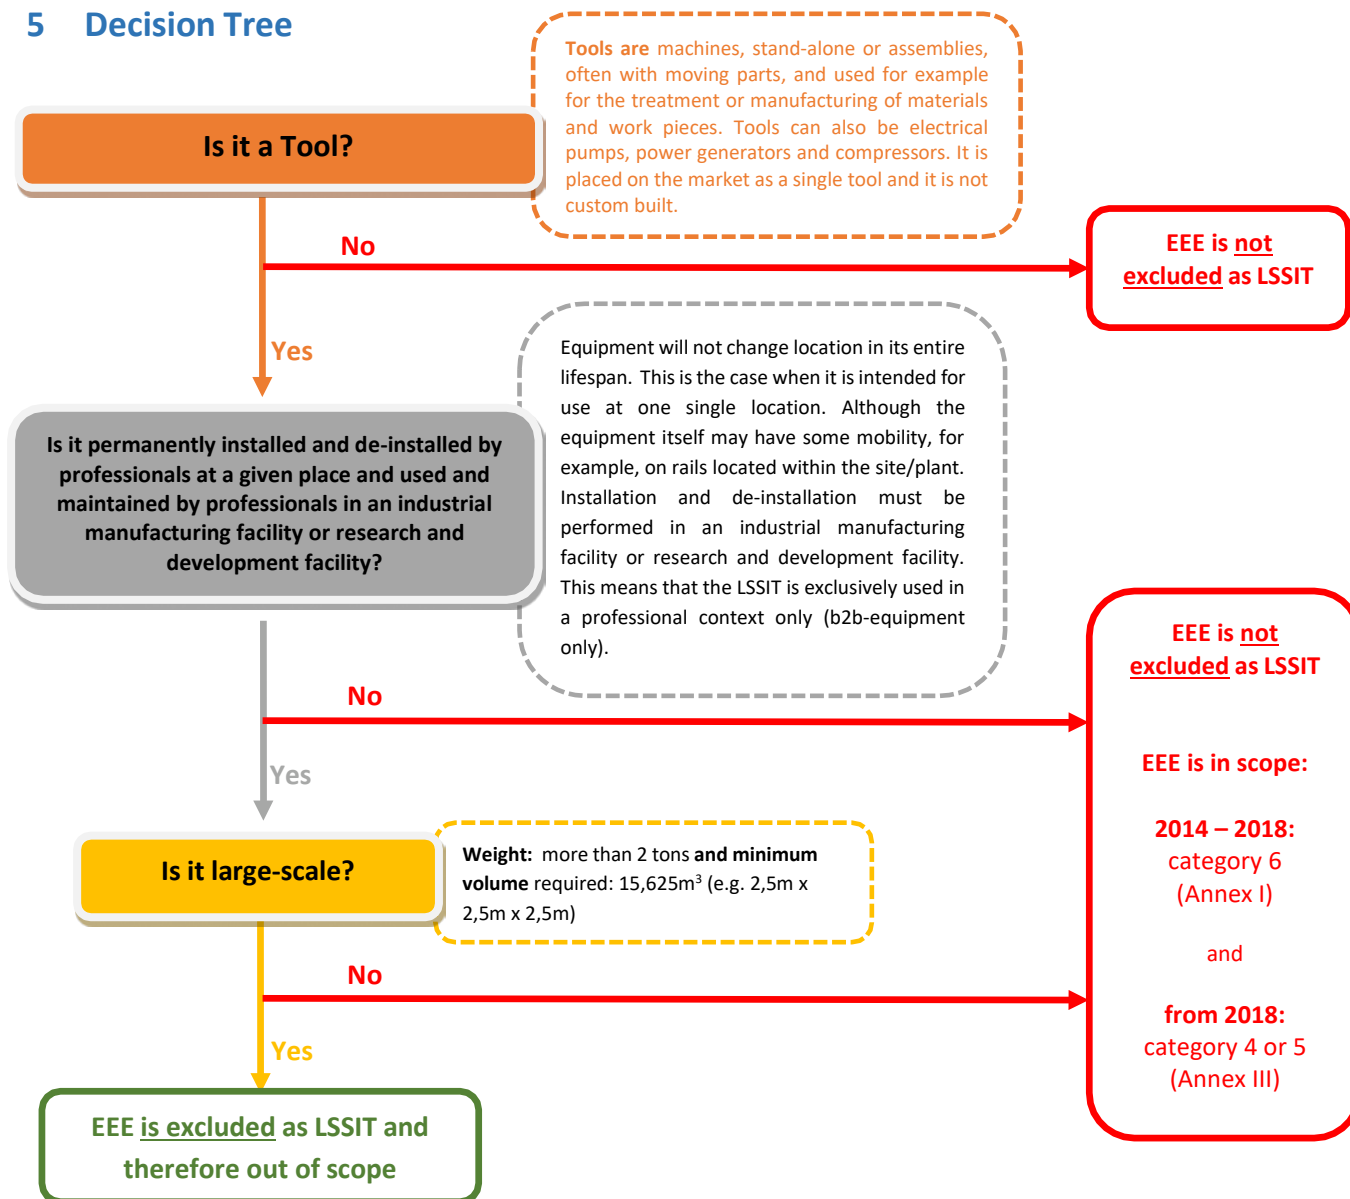 5 Decision Tree
Tools are machines, stand-alone or assemblies,
often with moving parts, and used for example
for the treatment or manufacturing of materials
and work pieces. Tools can also be electrical
pumps, power generators and compressors. It is
placed on the market as a single tool and it is not
custom built.
Is it a Tool?
No
EEE is not
excluded as LSSIT
Yes
Equipment will not change location in its entire
lifespan. This is the case when it is intended for
use at one single location. Although the
equipment itself may have some mobility, for
example, on rails located within the site/plant.
Installation and de-installation must be
performed in an industrial manufacturing
facility or research and development facility.
This means that the LSSIT is exclusively used in
a professional context only (b2b-equipment
only).
Is it permanently installed and de-installed by
professionals at a given place and used and
maintained by professionals in an industrial
manufacturing facility or research and
development facility?
No
EEE is not
excluded as LSSIT
EEE is in scope:
2014 – 2018:
category 6
(Annex I)
and
from 2018:
category 4 or 5
(Annex III)
Yes
Is it large-scale?
Weight: more than 2 tons and minimum
volume required: 15,625m³ (e.g. 2,5m x
2,5m x 2,5m)
No
Yes
EEE is excluded as LSSIT and
therefore out of scope